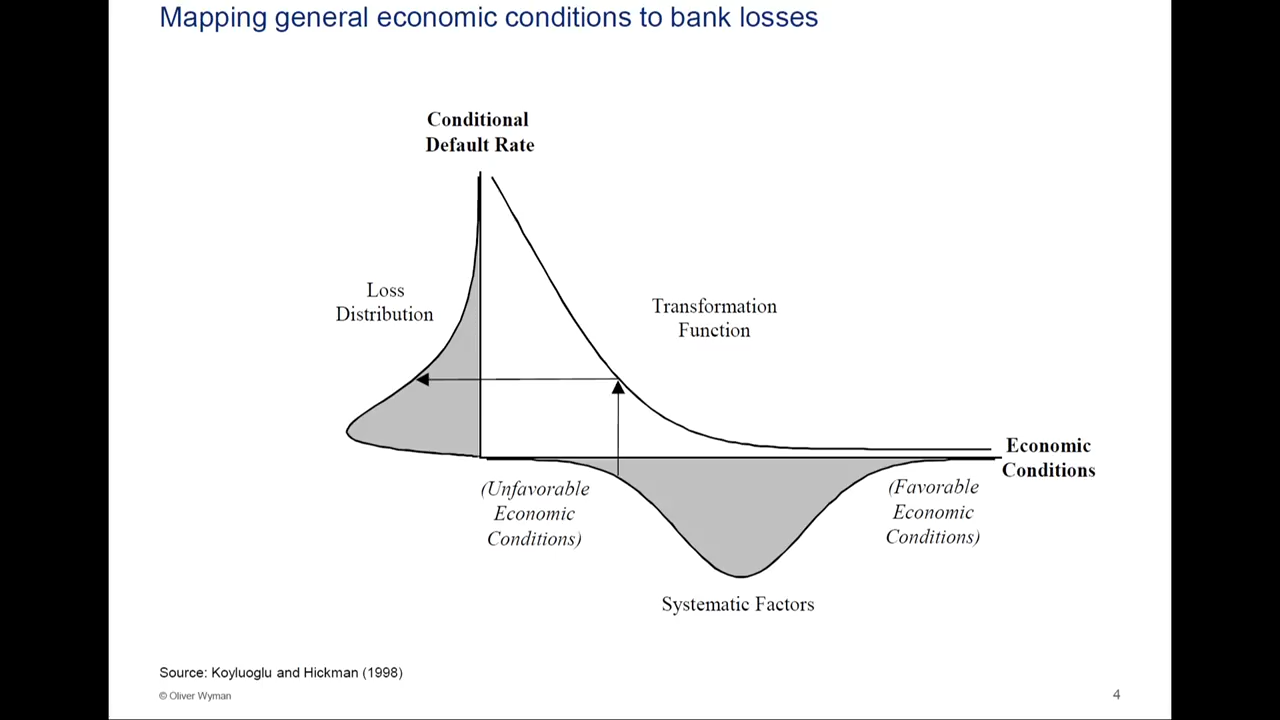 Mapping general economic conditions to bank losses
Conditional
Default Rate
Loss
Distribution
Transformation
Function
Economic
Conditions
(Unfavorable
Economic
Conditions)
(Favorable
Economic
Conditions)
Systematic Factors
Source: Koyluoglu and Hickman (1998)
© Oliver Wyman
4